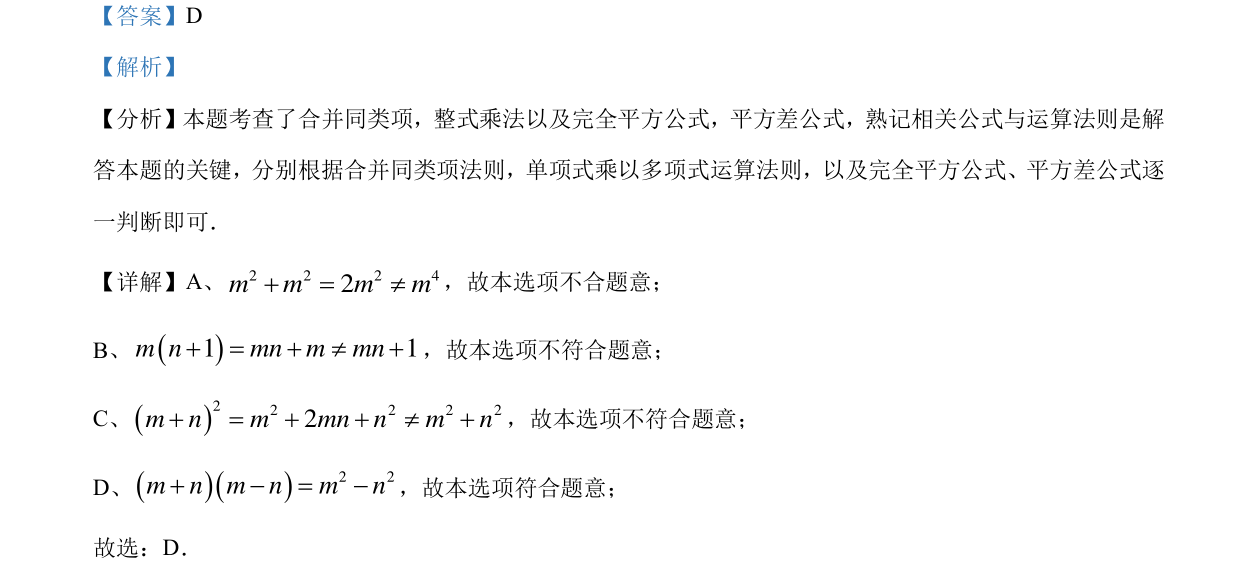 【答案】D
【解析】
【分析】本题考查了合并同类项，整式乘法以及完全平方公式，平方差公式，熟记相关公式与运算法则是解
答本题的关键，分别根据合并同类项法则，单项式乘以多项式运算法则，以及完全平方公式、平方差公式逐
一判断即可．
【详解】A、m²+m²=2m²≠m⁴，故本选项不合题意；
B、m(n+1)=mn+m≠mn+1，故本选项不符合题意；
C、(m+n)²=m²+2mn+n²≠m²+n²，故本选项不符合题意；
D、(m+n)(m−n)=m²−n²，故本选项符合题意；
故选：D．